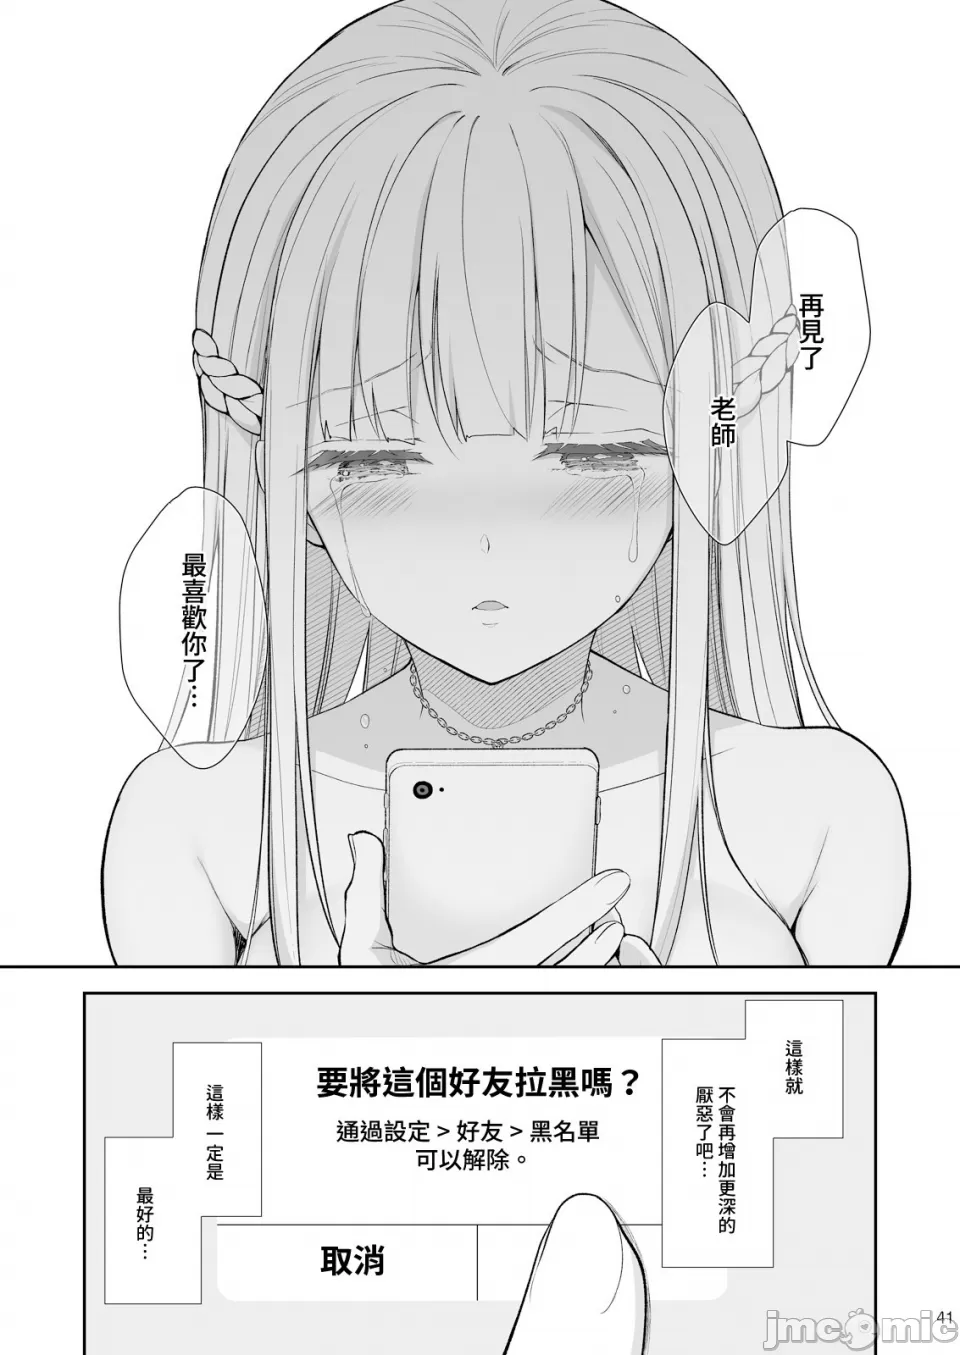 再見了
老師
最喜歡你了…
這樣就
不會再增加更深的
厭惡了吧…
要將這個好友拉黑嗎？
通過設定 > 好友 > 黑名單
可以解除。
取消
這樣 一定是
最好的…
41
jmcomic